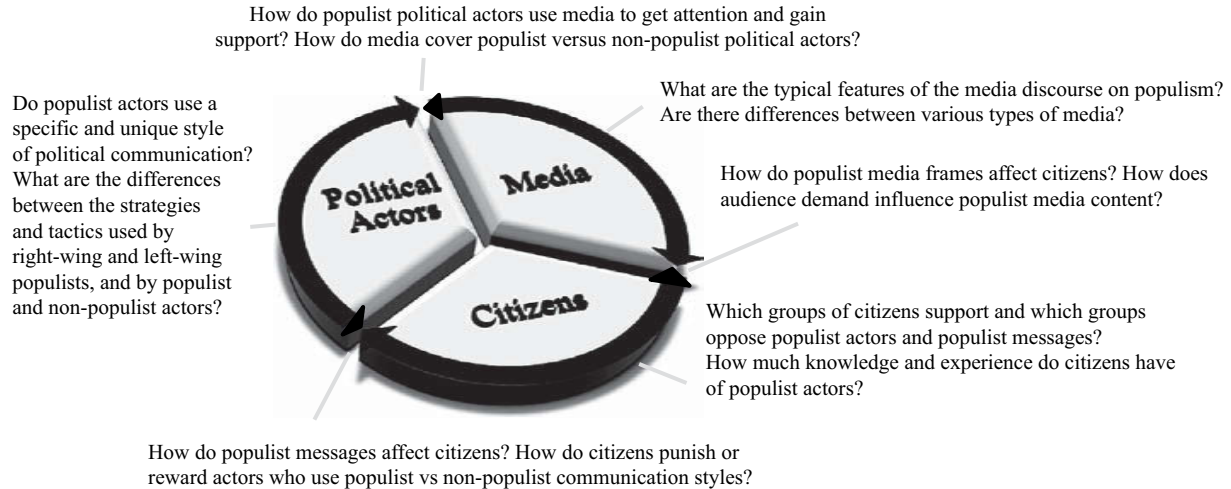 How do populist political actors use media to get attention and gain
support? How do media cover populist versus non-populist political actors?
What are the typical features of the media discourse on populism?
Are there differences between various types of media?
Do populist actors use a
specific and unique style
of political communication?
What are the differences
between the strategies
and tactics used by
right-wing and left-wing
populists, and by populist
and non-populist actors?
Political
Actors
Media
How do populist media frames affect citizens? How does
audience demand influence populist media content?
Citizens
Which groups of citizens support and which groups
oppose populist actors and populist messages?
How much knowledge and experience do citizens have
of populist actors?
How do populist messages affect citizens? How do citizens punish or
reward actors who use populist vs non-populist communication styles?